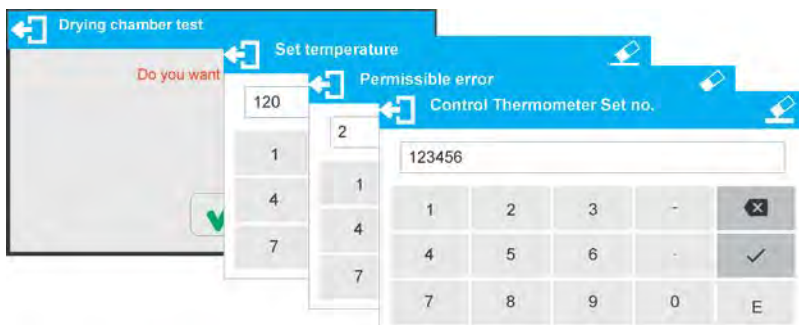 Drying chamber test
Do you want
Set temperature
120
1
4
7
Permissible error
2
1
4
7
Control Thermometer Set no.
123456
1 2 3 -
4 5 6 .
7 8 9 0 E